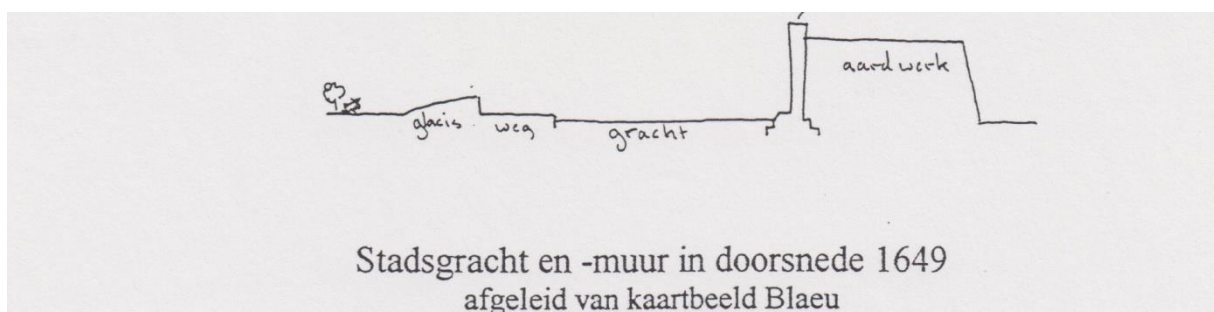 aardwerk
glacis weg gracht
Stadsgracht en -muur in doorsnede 1649
afgeleid van kaartbeeld Blaeu